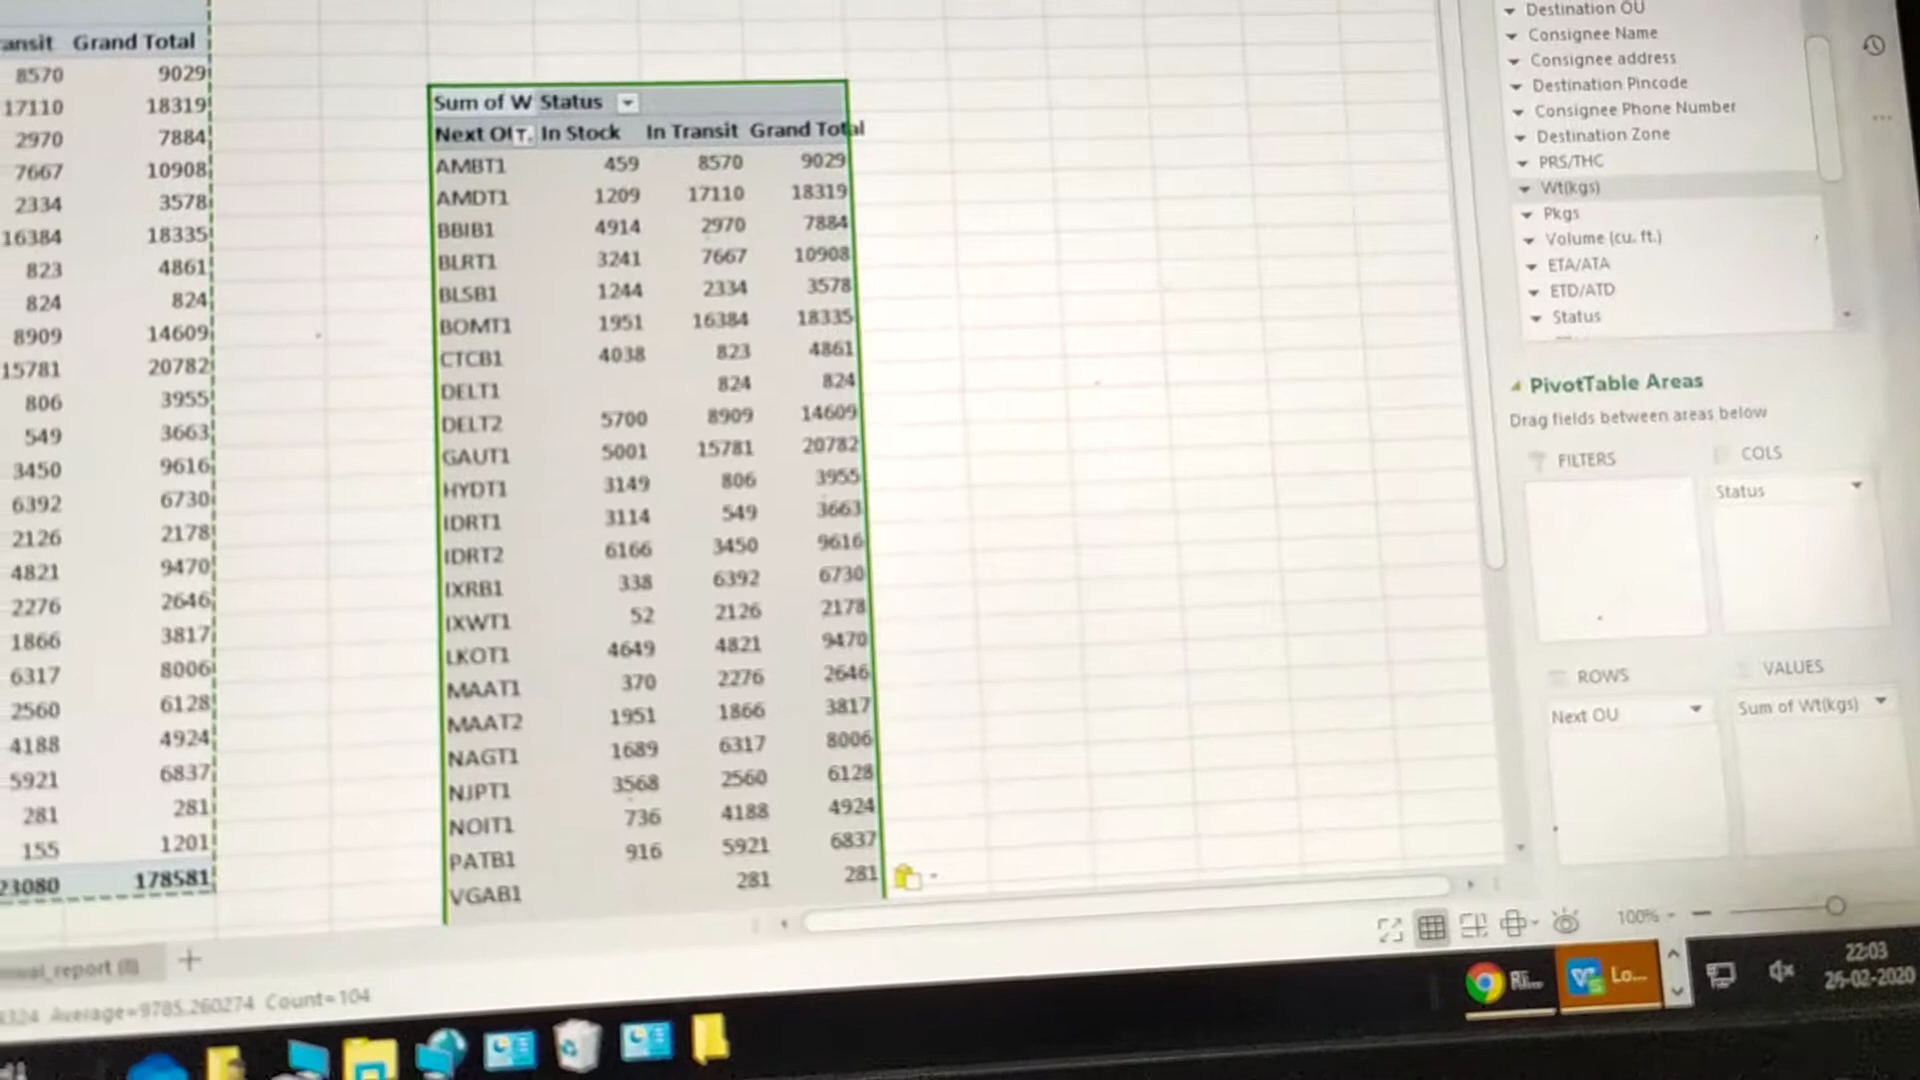 ansit Grand Total
8570 9029
17110 18319
2970 7884
7667 10908
2334 3578
16384 18335
823 4861
824 824
8909 14609
15781 20782
806 3955
549 3663
3450 9616
6392 6730
2126 2178
4821 9470
2276 2646
1866 3817
6317 8006
2560 6128
4188 4924
5921 6837
281 281
155 1201
23080 178581
Sum of W Status
Next OU In Stock In Transit Grand Total
AMBT1 459 8570 9029
AMDT1 1209 17110 18319
BBIB1 4914 2970 7884
BLRT1 3241 7667 10908
BLSB1 1244 2334 3578
BOMT1 1951 16384 18335
CTCB1 4038 823 4861
DELT1 824 824
DELT2 5700 8909 14609
GAUT1 5001 15781 20782
HYDT1 3149 806 3955
IDRT1 3114 549 3663
IDRT2 6166 3450 9616
IXRB1 338 6392 6730
IXWT1 52 2126 2178
LKOT1 4649 4821 9470
MAAT1 370 2276 2646
MAAT2 1951 1866 3817
NAGT1 1689 6317 8006
NJPT1 3568 2560 6128
NOIT1 736 4188 4924
PATB1 916 5921 6837
VGAB1 281 281
Destination OU
Consignee Name
Consignee address
Destination Pincode
Consignee Phone Number
Destination Zone
PRS/THC
Wt(kgs)
Pkgs
Volume (cu. ft.)
ETA/ATA
ETD/ATD
Status
PivotTable Areas
Drag fields between areas below
FILTERS COLS
Status
ROWS VALUES
Next OU Sum of Wt(kgs)
100%
_report (8) +
4324 Average=9785.260274 Count=104
Ri... Lo...
22:03
26-02-2020